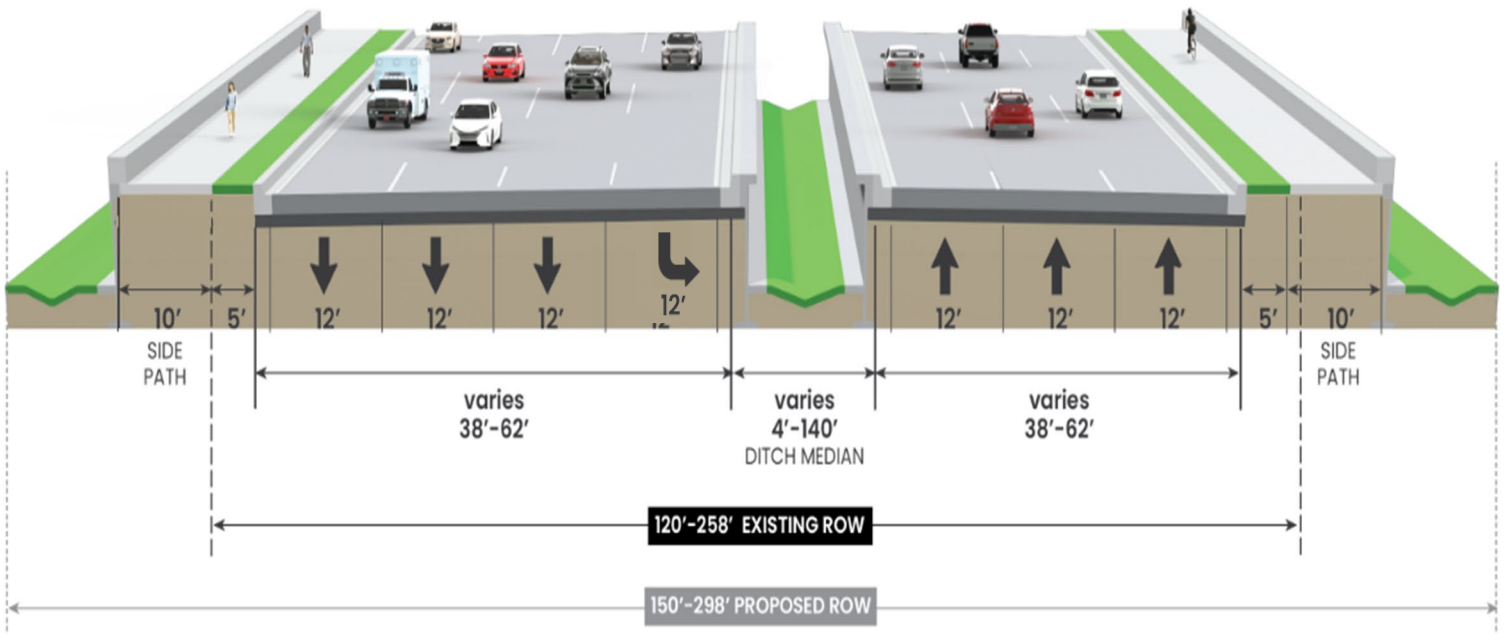 10' 5' 12' 12' 12' 12' 12' 12' 12' 5' 10'
SIDE
PATH
SIDE
PATH
varies
38'-62'
varies
4'-140'
DITCH MEDIAN
varies
38'-62'
120'-258' EXISTING ROW
150'-298' PROPOSED ROW